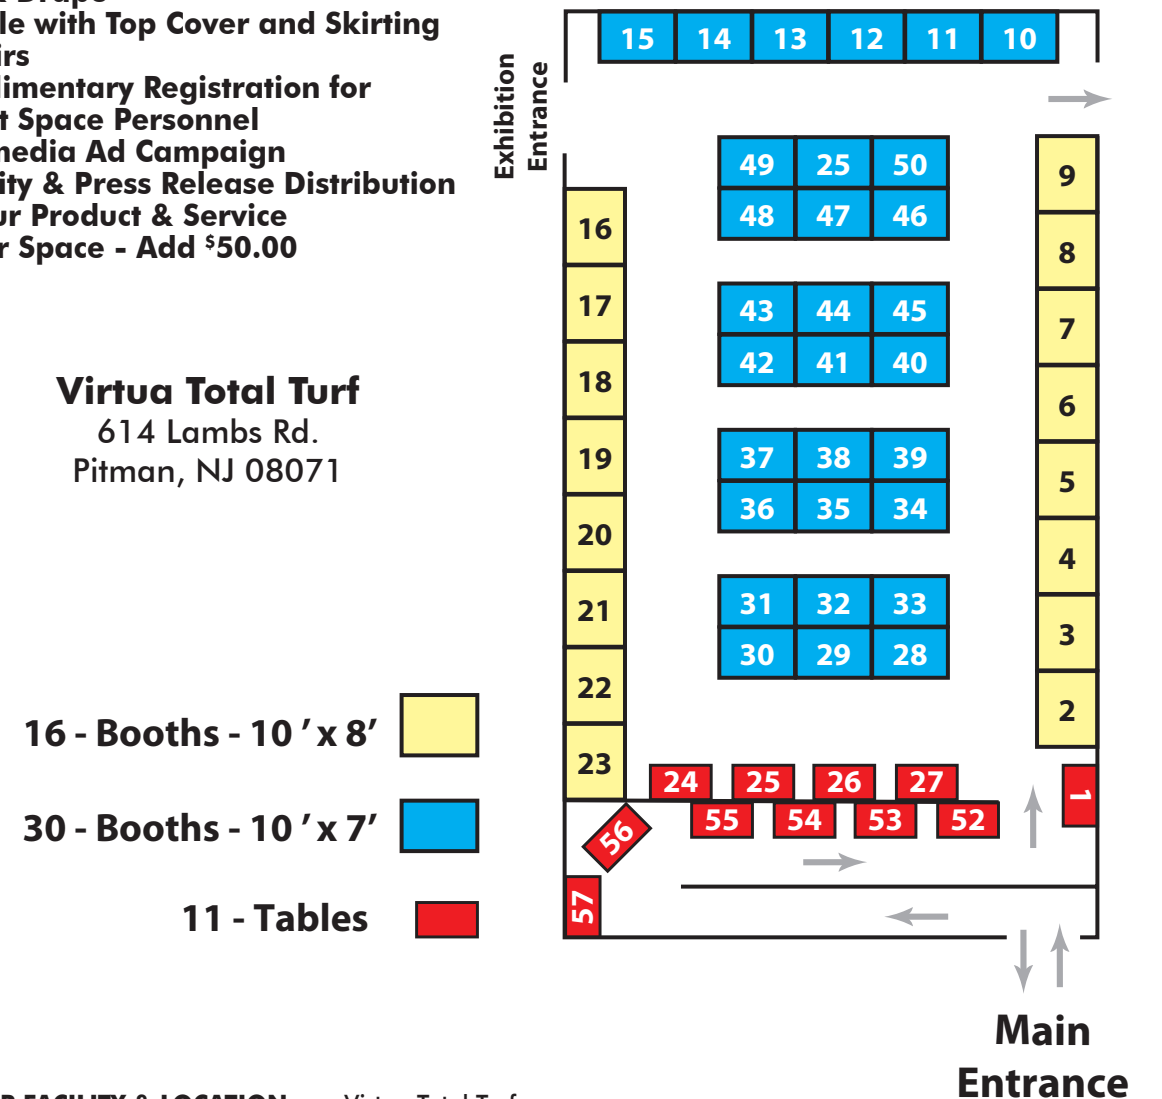 le with Top Cover and Skirting
irs
limentary Registration for
t Space Personnel
nedia Ad Campaign
ity & Press Release Distribution
ur Product & Service
r Space - Add $50.00
Virtua Total Turf
614 Lambs Rd.
Pitman, NJ 08071
16 - Booths - 10 ' x 8'
30 - Booths - 10 ' x 7'
11 - Tables
Exhibition
Entrance
15 14 13 12 11 10
49 25 50
48 47 46
43 44 45
42 41 40
37 38 39
36 35 34
31 32 33
30 29 28
16
17
18
19
20
21
22
23
9
8
7
6
5
4
3
2
24 25 26 27
1
55 54 53 52
56
57
Main
Entrance